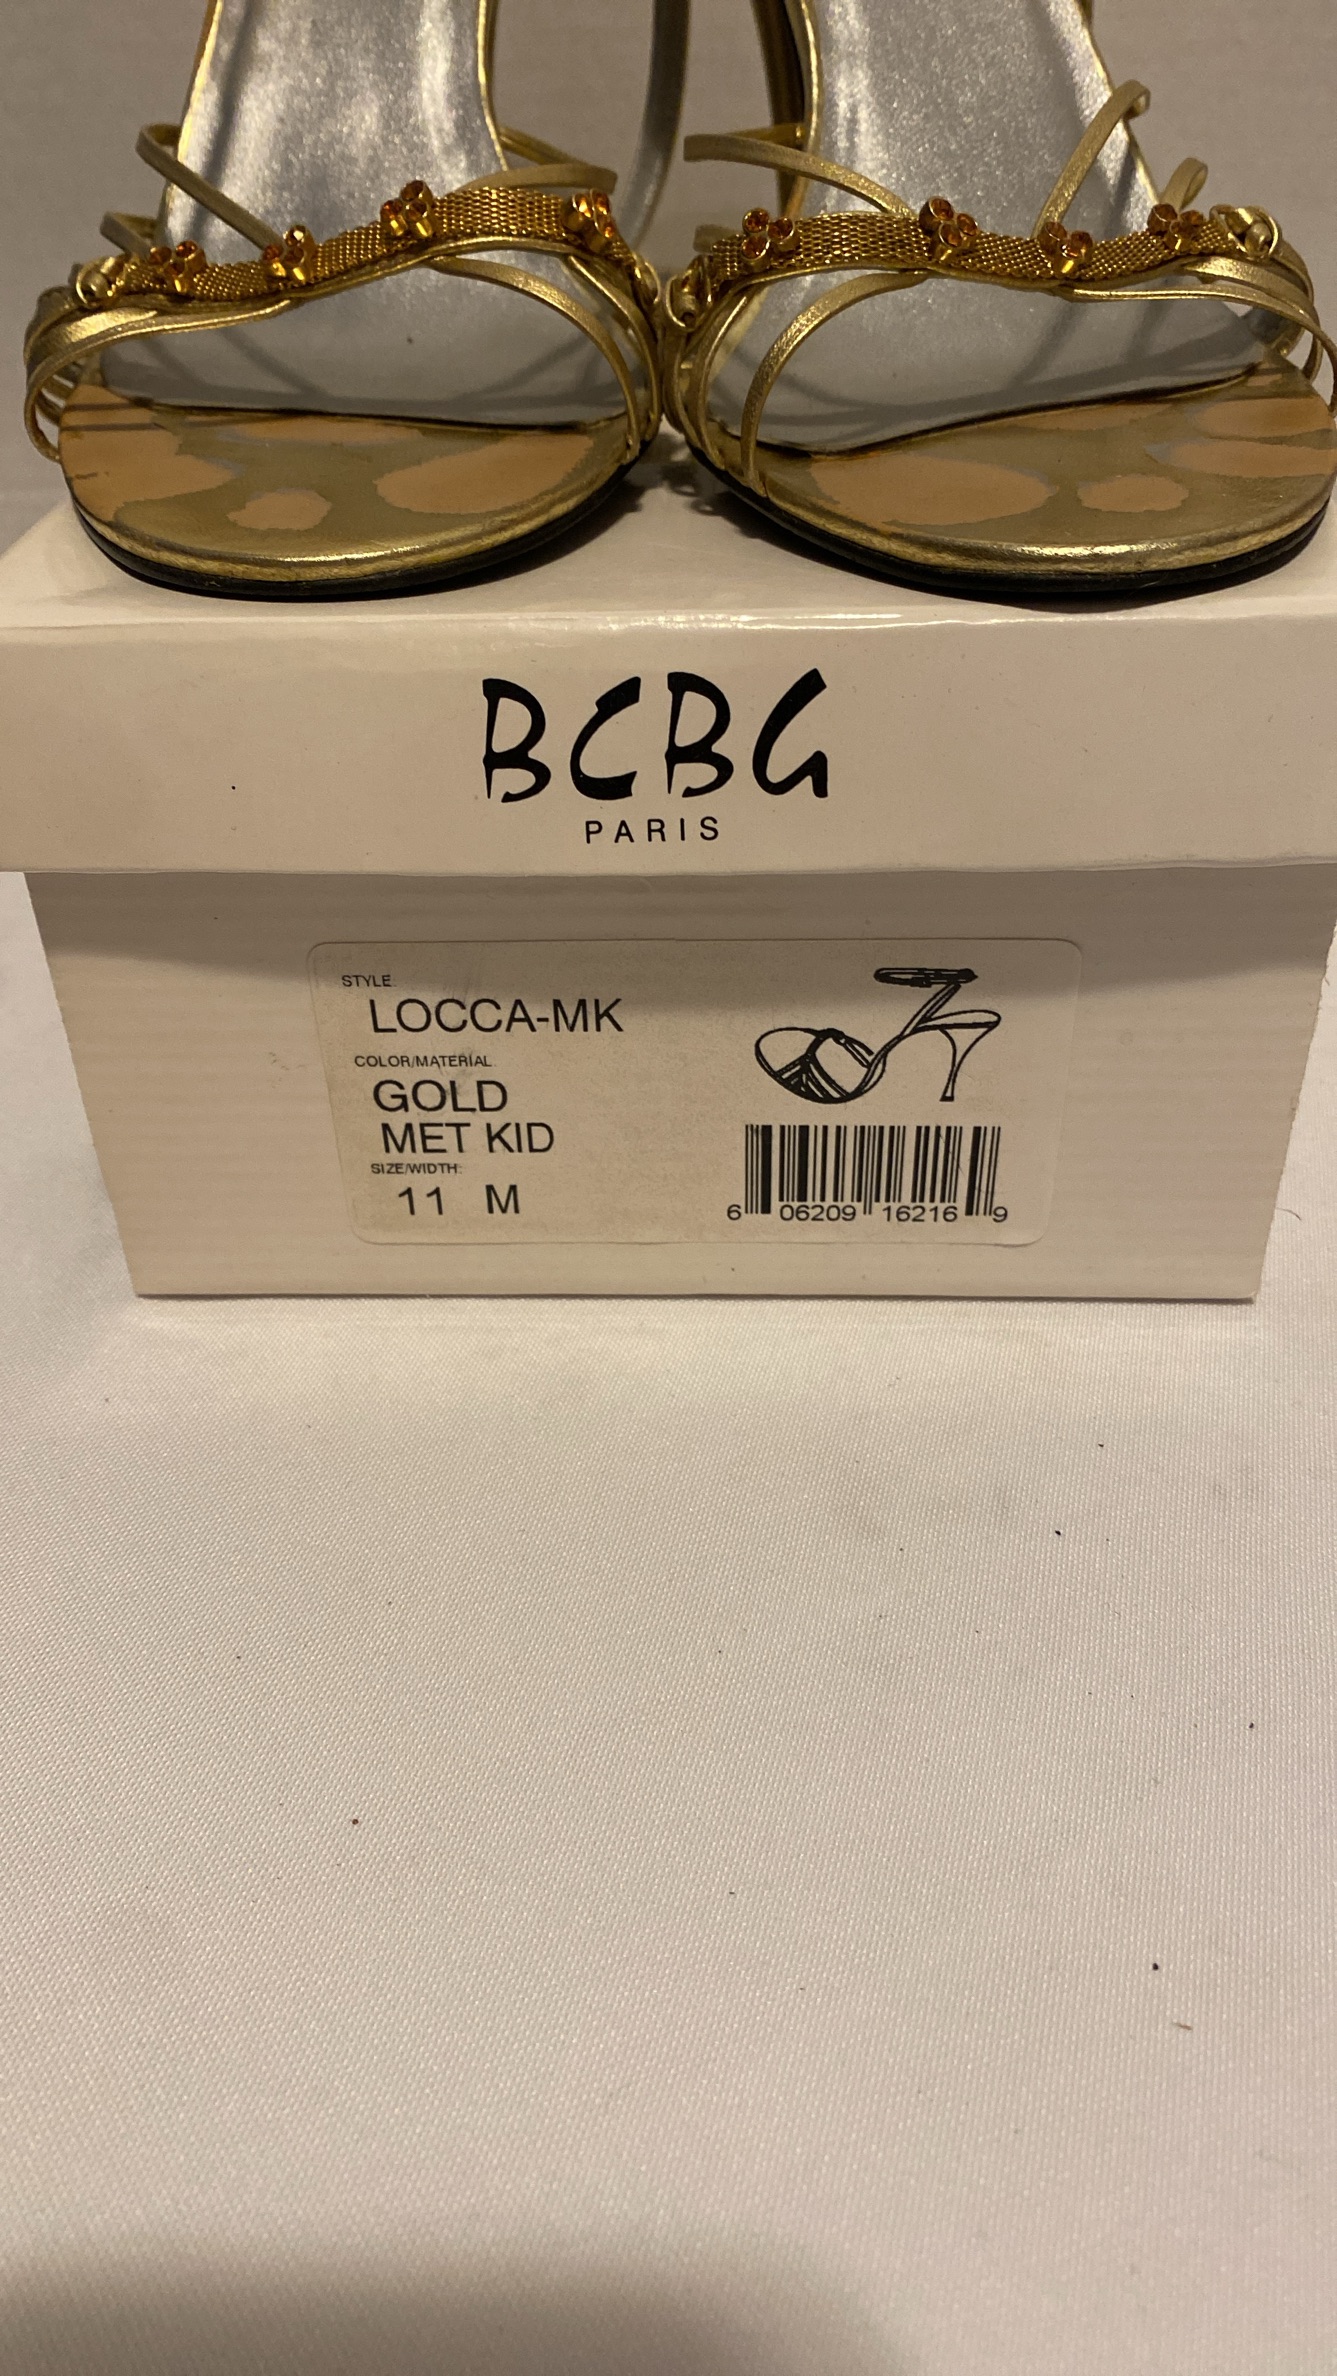 BCBG
PARIS
STYLE:
LOCCA-MK
COLOR/MATERIAL:
GOLD
MET KID
SIZE/WIDTH:
11 M
6 06209 16216 9